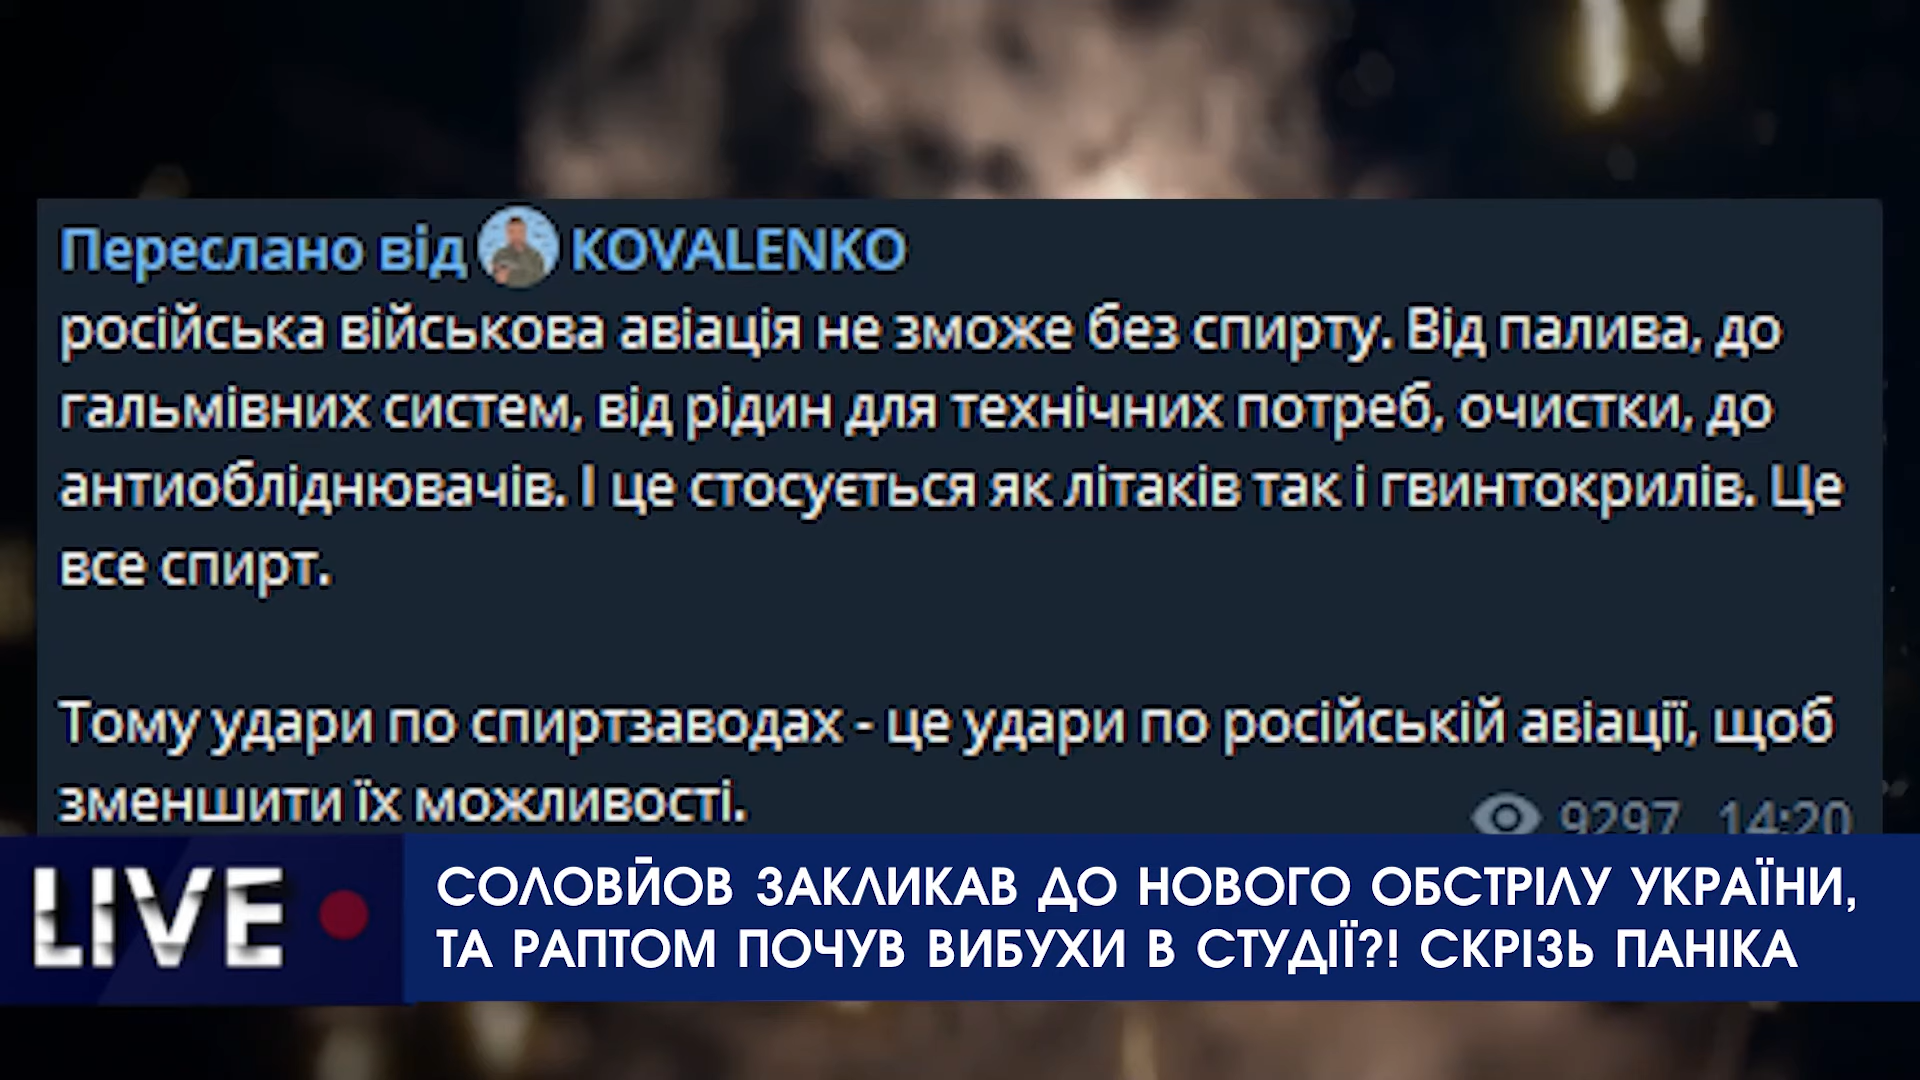 Переслано від KOVALENKO
російська військова авіація не зможе без спирту. Від палива, до
гальмівних систем, від рідин для технічних потреб, очистки, до
антиобліднювачів. І це стосується як літаків так і гвинтокрилів. Це
все спирт.
Тому удари по спиртзаводах - це удари по російській авіації, щоб
зменшити їх можливості.
9297 14:20
LIVE
СОЛОВЙОВ ЗАКЛИКАВ ДО НОВОГО ОБСТРІЛУ УКРАЇНИ,
ТА РАПТОМ ПОЧУВ ВИБУХИ В СТУДІЇ?! СКРІЗЬ ПАНІКА